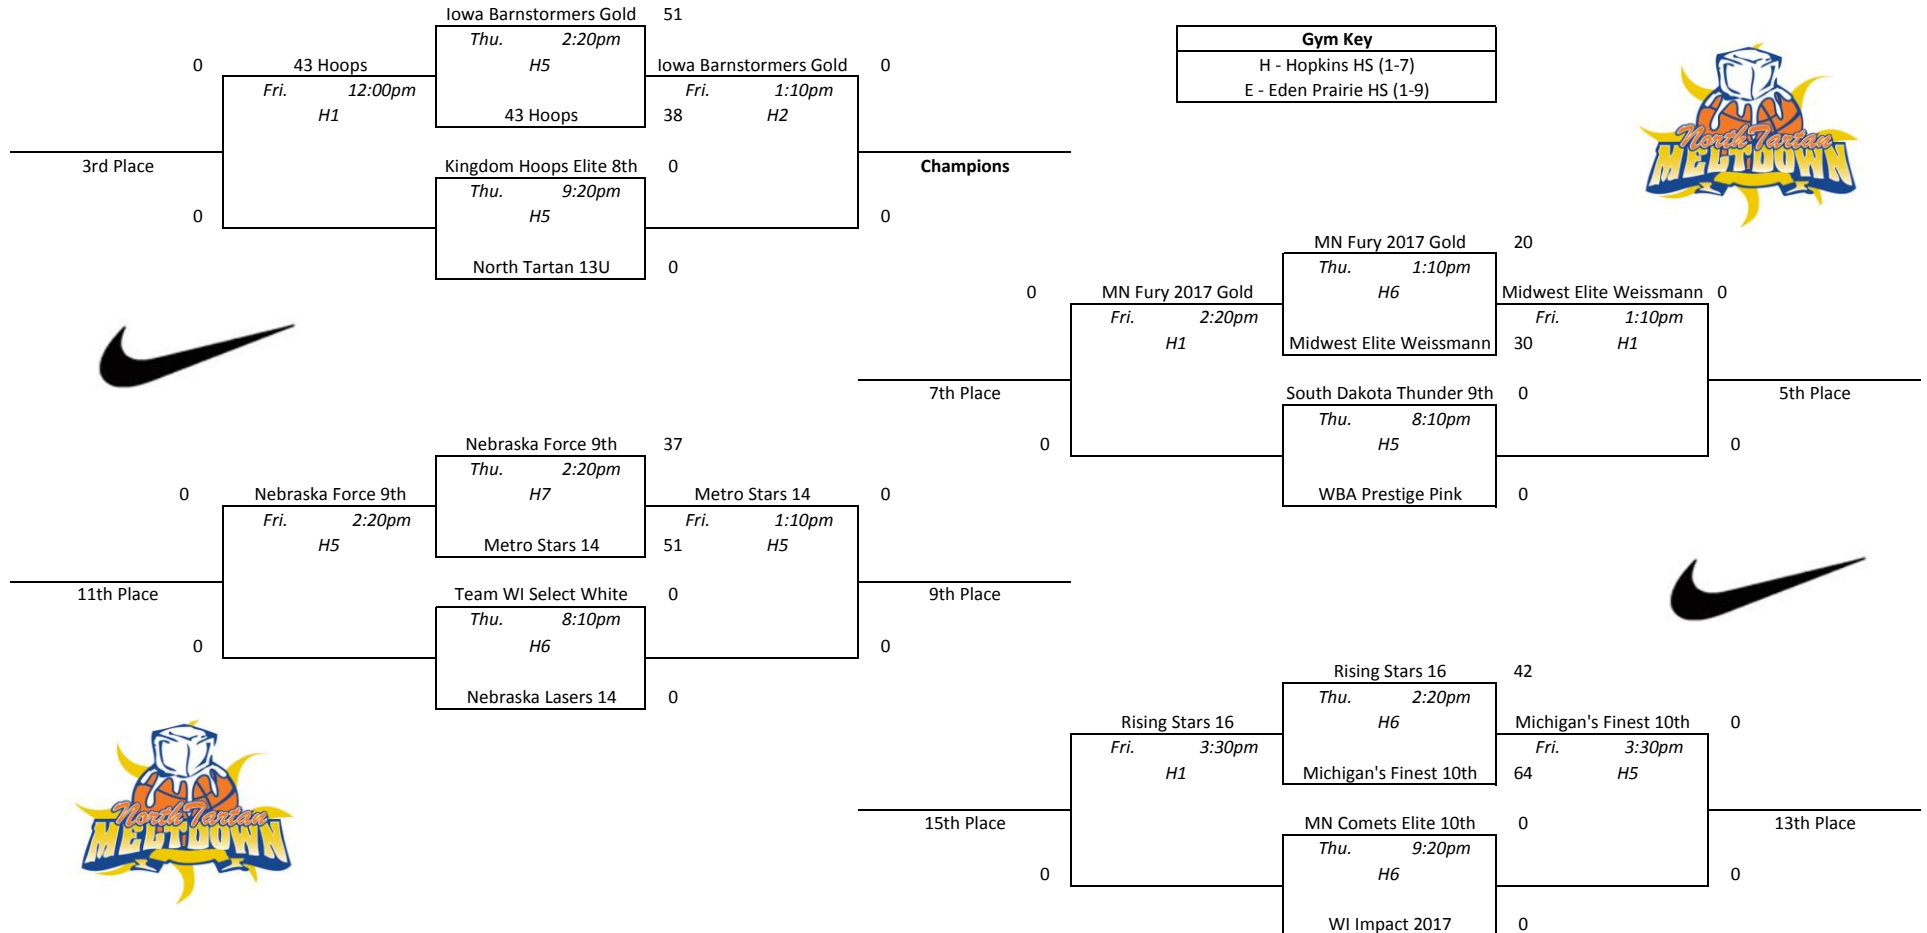 Iowa Barnstormers Gold 51
Thu. 2:20pm
Gym Key
0 43 Hoops H5 Iowa Barnstormers Gold 0
H - Hopkins HS (1-7)
Fri. 12:00pm Fri. 1:10pm
E - Eden Prairie HS (1-9)
H1 43 Hoops 38 H2
North Tartan
MELTDOWN
3rd Place Kingdom Hoops Elite 8th 0 Champions
Thu. 9:20pm
0 H5 0
MN Fury 2017 Gold 20
North Tartan 13U 0
Thu. 1:10pm
0 MN Fury 2017 Gold H6 Midwest Elite Weissmann 0
Fri. 2:20pm Fri. 1:10pm
H1 Midwest Elite Weissmann 30 H1
7th Place South Dakota Thunder 9th 0 5th Place
Thu. 8:10pm
Nebraska Force 9th 37
0 H5 0
Thu. 2:20pm
0 Nebraska Force 9th H7 Metro Stars 14 0
WBA Prestige Pink 0
Fri. 2:20pm Fri. 1:10pm
H5 Metro Stars 14 51 H5
11th Place Team WI Select White 0 9th Place
Thu. 8:10pm
0 H6 0
Rising Stars 16 42
Nebraska Lasers 14 0
Thu. 2:20pm
Rising Stars 16 H6 Michigan's Finest 10th 0
Fri. 3:30pm Fri. 3:30pm
H1 Michigan's Finest 10th 64 H5
North Tartan
MELTDOWN
15th Place MN Comets Elite 10th 0 13th Place
Thu. 9:20pm
0 H6 0
WI Impact 2017 0